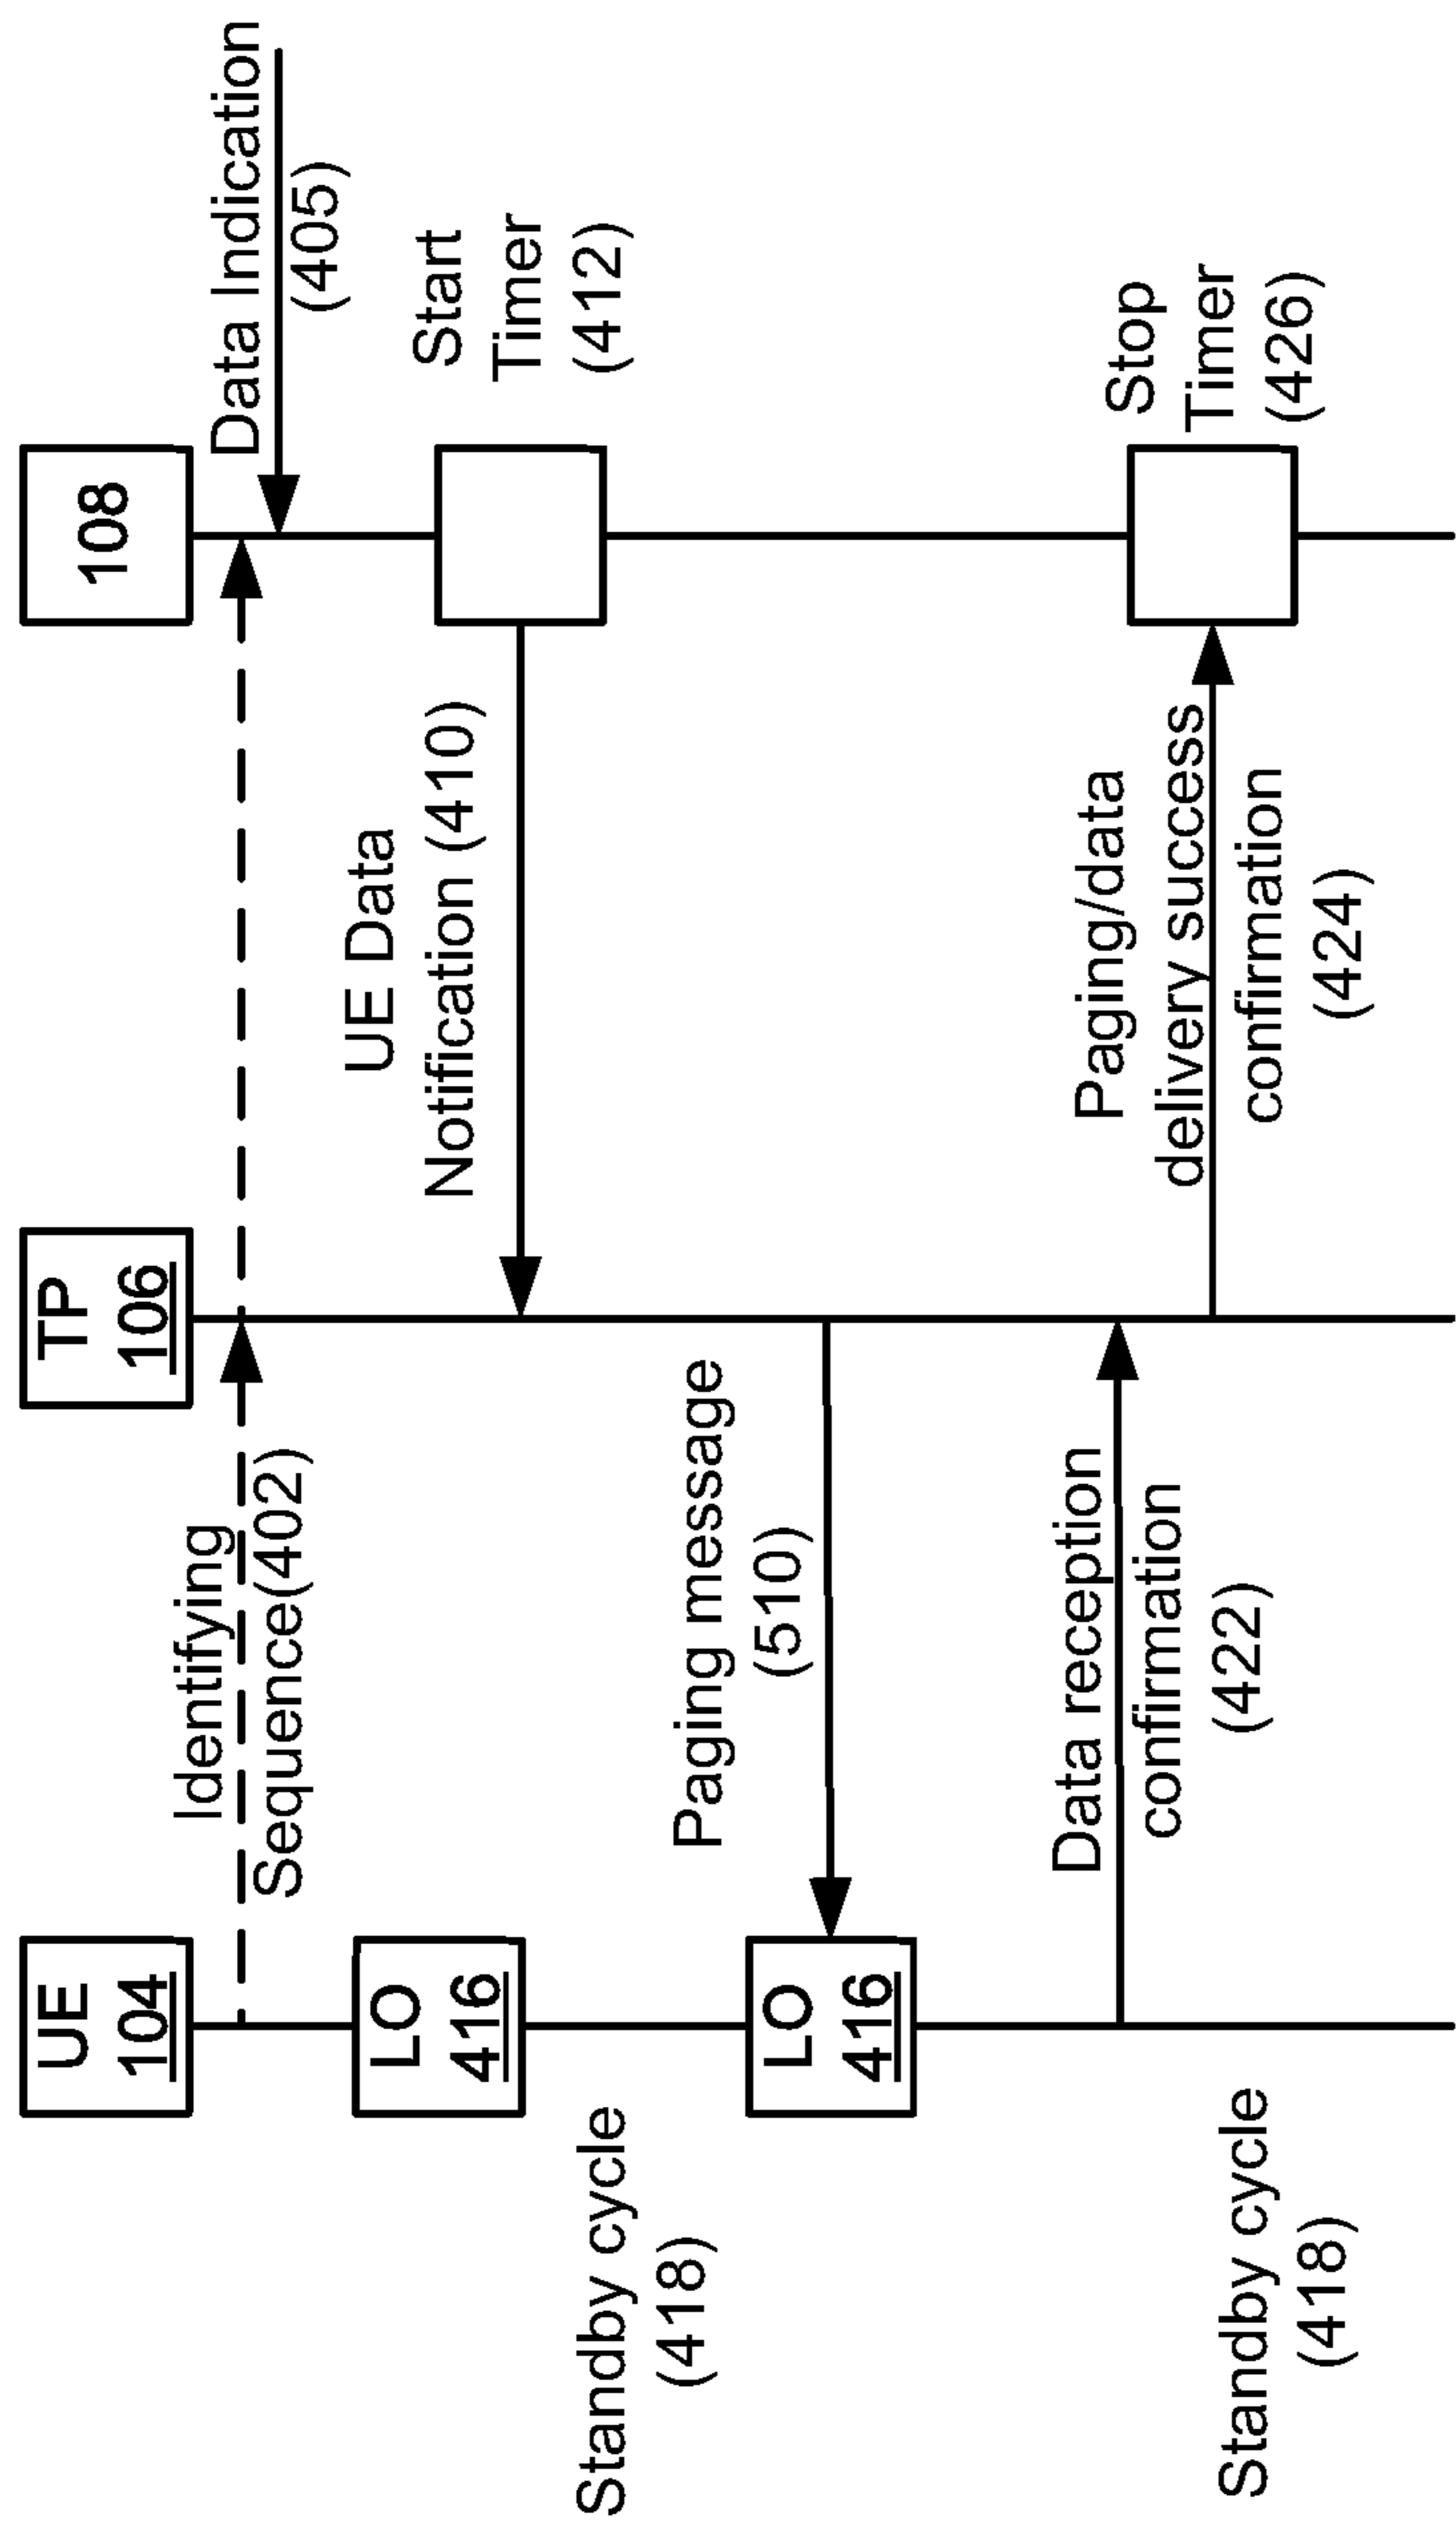 UE
104
TP
106
108
Identifying
Sequence(402)
Data Indication
(405)
LO
416
UE Data
Notification (410)
Start
Timer
(412)
Standby cycle
(418)
Paging message
(510)
LO
416
Data reception
confirmation
(422)
Paging/data
delivery success
confirmation
(424)
Stop
Timer
(426)
Standby cycle
(418)